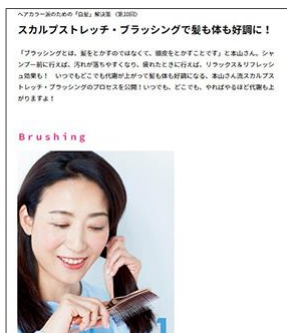 ヘアカラー派のための「白髪」解決策 〈第10回〉
スカルプストレッチ・ブラッシングで髪も体も好調に！
「ブラッシングとは、髪をとかすのではなくて、頭皮をとかすことです」と本山さん。シャ
ンプー前に行えば、汚れが落ちやすくなり、疲れたときに行えば、リラックス＆リフレッシ
ュ効果も！ いつでもどこでも代謝が上がって髪も体も好調になる、本山さん流スカルプス
トレッチ・ブラッシングのプロセスを公開！いつでも、どこでも、やればやるほど代謝も上
がりますよ！
Brushing
1